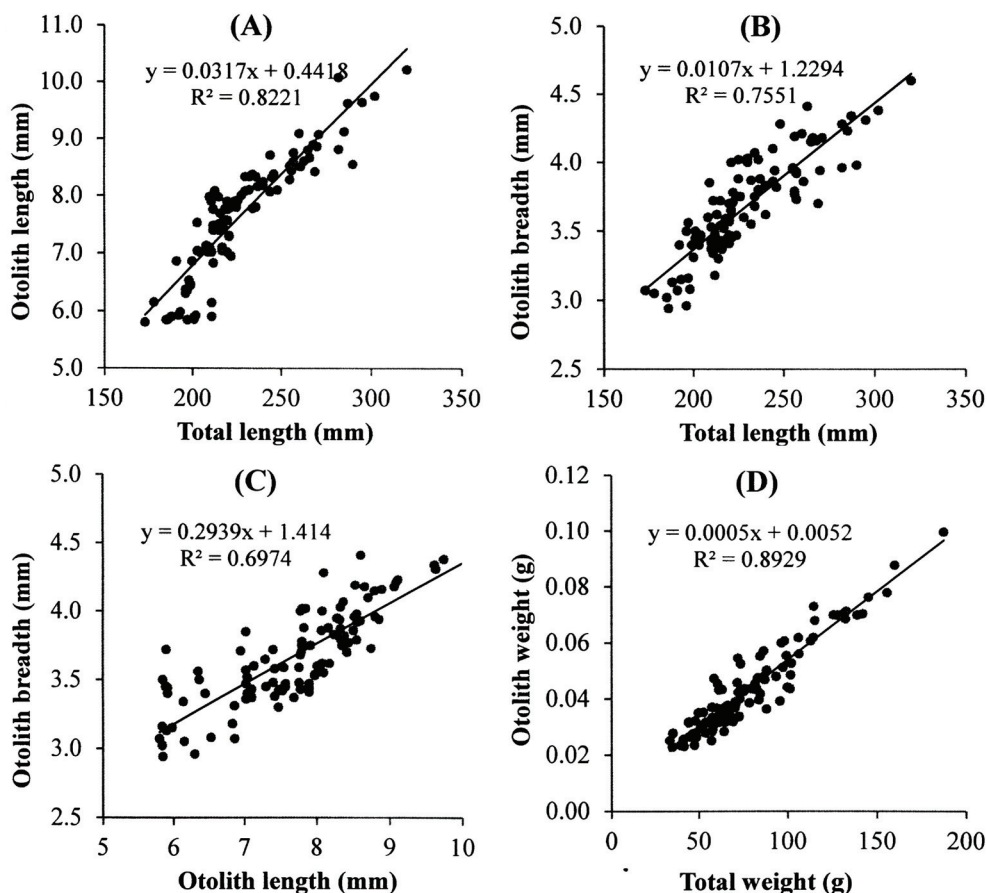 (A)
y = 0.0317x + 0.4418
R² = 0.8221
Otolith length (mm)
11.0
10.0
9.0
8.0
7.0
6.0
5.0
150
200
250
300
350
Total length (mm)
(B)
y = 0.0107x + 1.2294
R² = 0.7551
Otolith breadth (mm)
5.0
4.5
4.0
3.5
3.0
2.5
150
200
250
300
350
Total length (mm)
(C)
y = 0.2939x + 1.414
R² = 0.6974
Otolith breadth (mm)
5.0
4.5
4.0
3.5
3.0
2.5
5
6
7
8
9
10
Otolith length (mm)
(D)
y = 0.0005x + 0.0052
R² = 0.8929
Otolith weight (g)
0.12
0.10
0.08
0.06
0.04
0.02
0.00
0
50
100
150
200
Total weight (g)